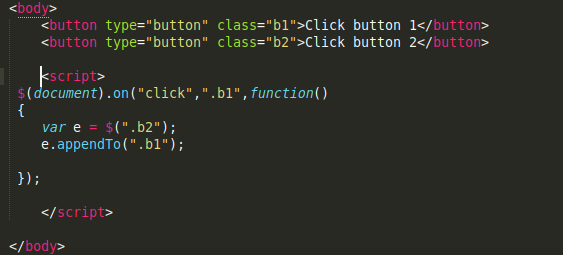 <body>
<button type="button" class="b1">Click button 1</button>
<button type="button" class="b2">Click button 2</button>
<script>
$(document).on("click",".b1",function()
{
var e = $(".b2");
e.appendTo(".b1");
});
</script>
</body>